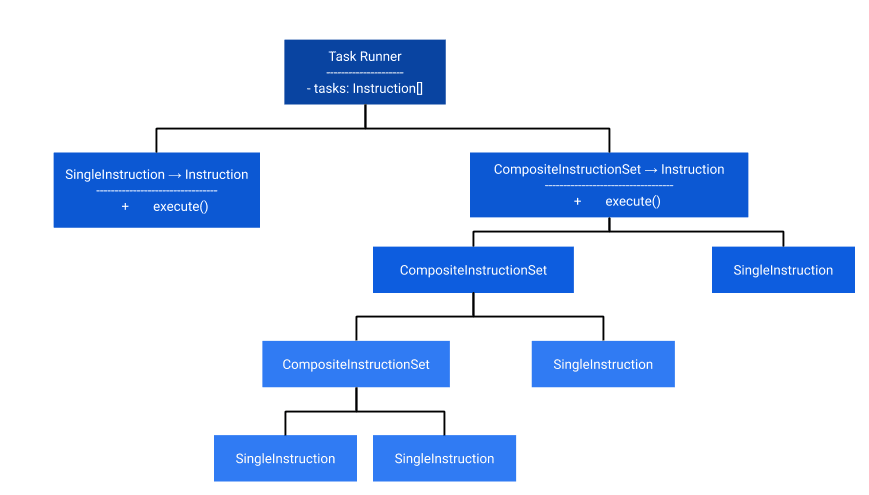 Task Runner
---------------------
- tasks: Instruction[]
SingleInstruction → Instruction
---------------------------------
+ execute()
CompositeInstructionSet → Instruction
-----------------------------------
+ execute()
CompositeInstructionSet
SingleInstruction
CompositeInstructionSet
SingleInstruction
SingleInstruction
SingleInstruction